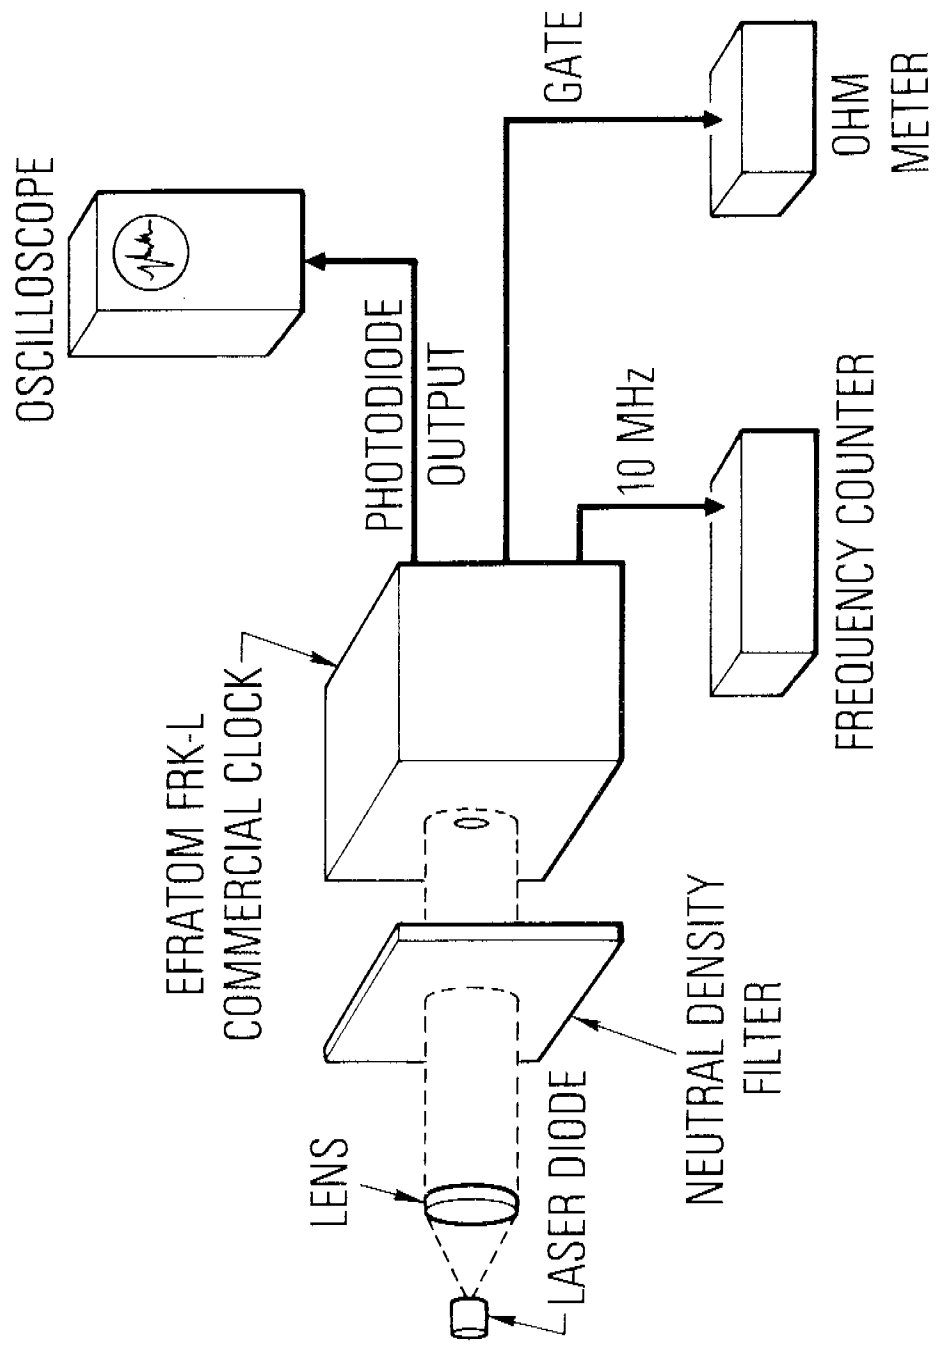 OSCILLOSCOPE
EFRATOM FRK-L
COMMERCIAL CLOCK
LENS
PHOTODIODE
OUTPUT
GATE
LASER DIODE
10 MHz
NEUTRAL DENSITY
FILTER
FREQUENCY COUNTER
OHM
METER